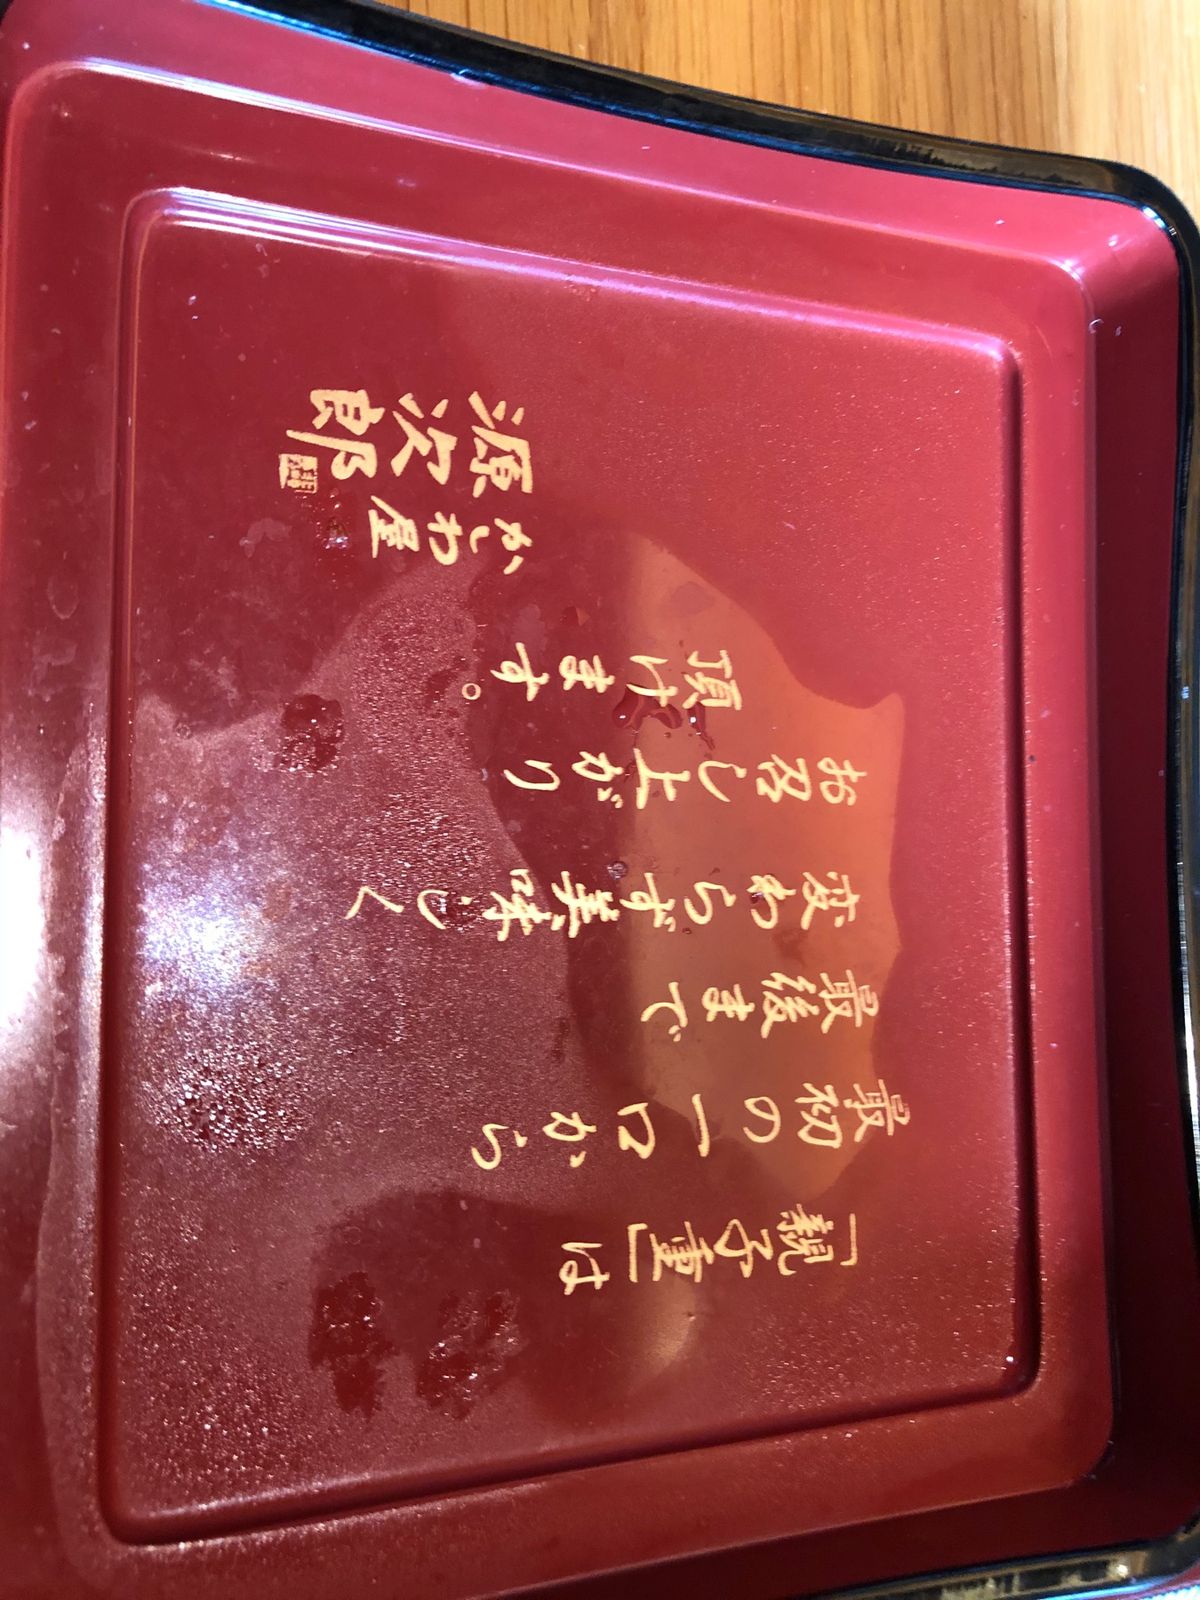 「親子重」は
最初の一口から
最後まで
変わらず美味しく
お召し上がり
頂けます。
かしわ屋
源次郎